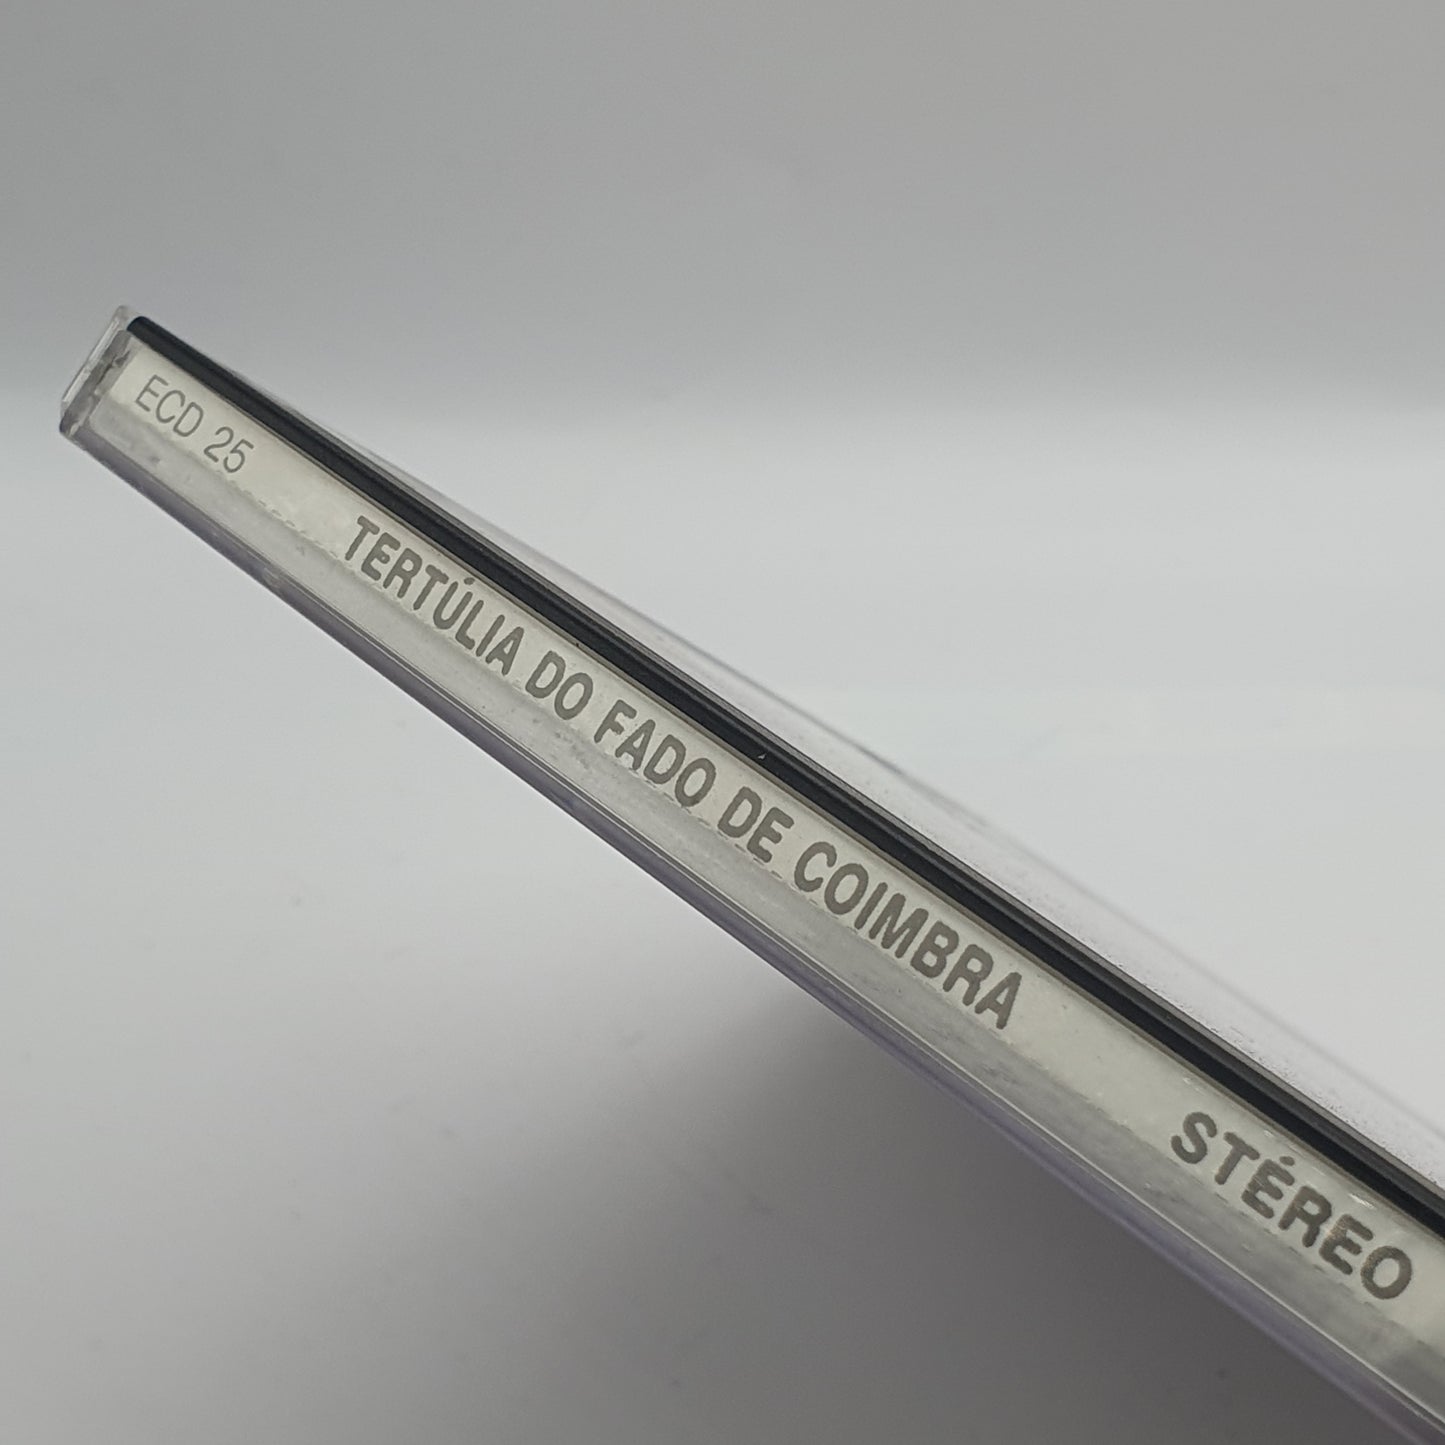 ECD 25 TERTÚLIA DO FADO DE COIMBRA STÉREO